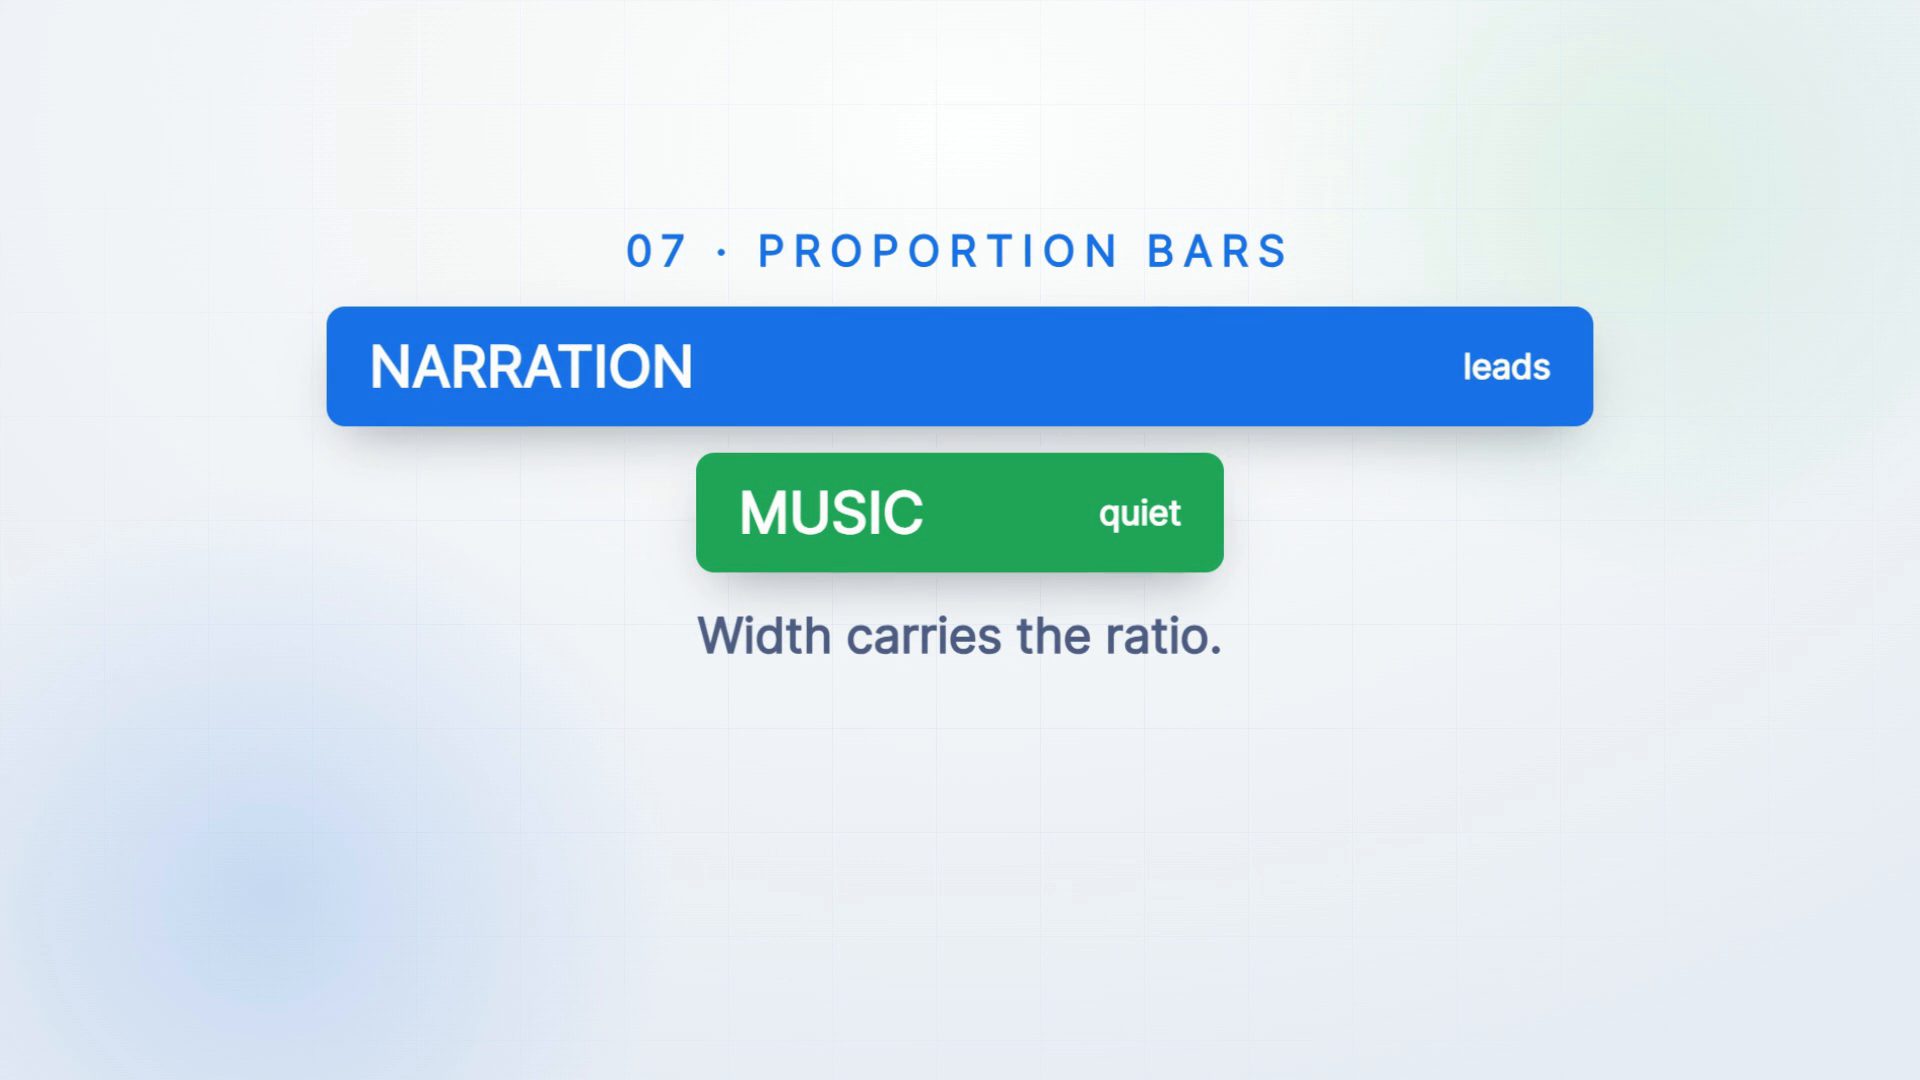 07 · PROPORTION BARS
NARRATION leads
MUSIC quiet
Width carries the ratio.